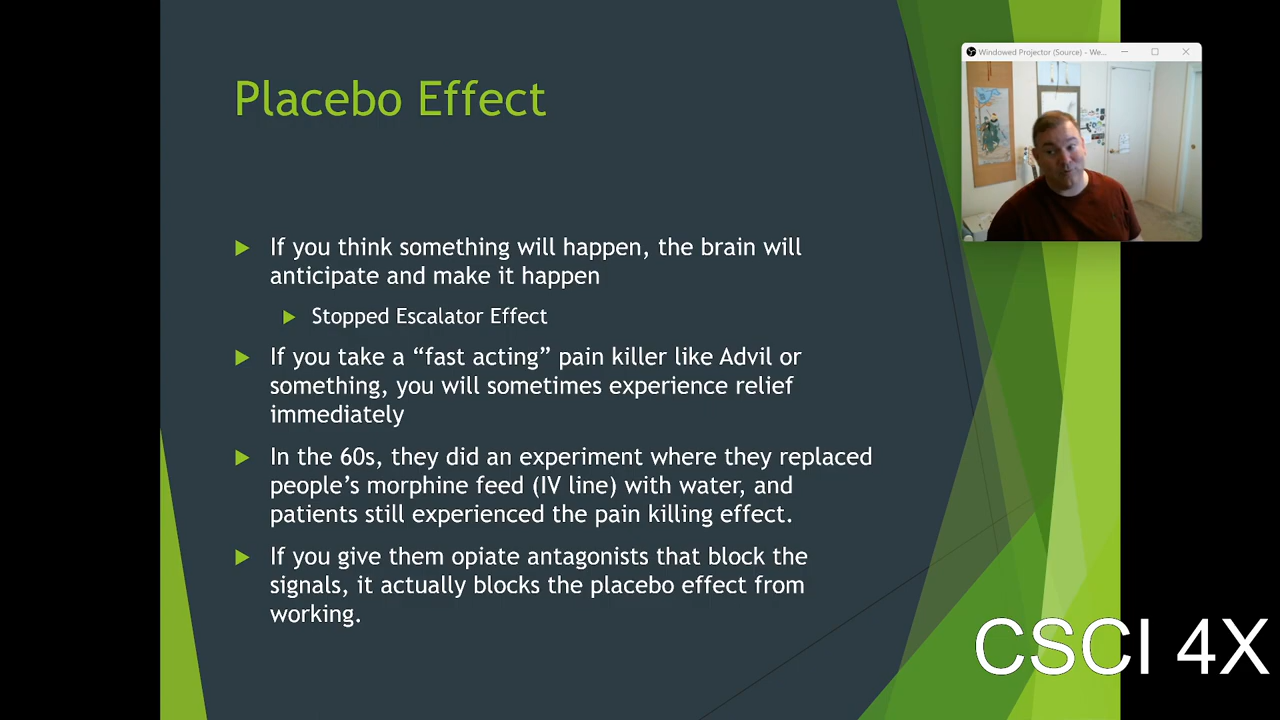 Placebo Effect
Windowed Projector (Source) - We...
If you think something will happen, the brain will
anticipate and make it happen
Stopped Escalator Effect
If you take a “fast acting” pain killer like Advil or
something, you will sometimes experience relief
immediately
In the 60s, they did an experiment where they replaced
people’s morphine feed (IV line) with water, and
patients still experienced the pain killing effect.
If you give them opiate antagonists that block the
signals, it actually blocks the placebo effect from
working.
CSCI 4X